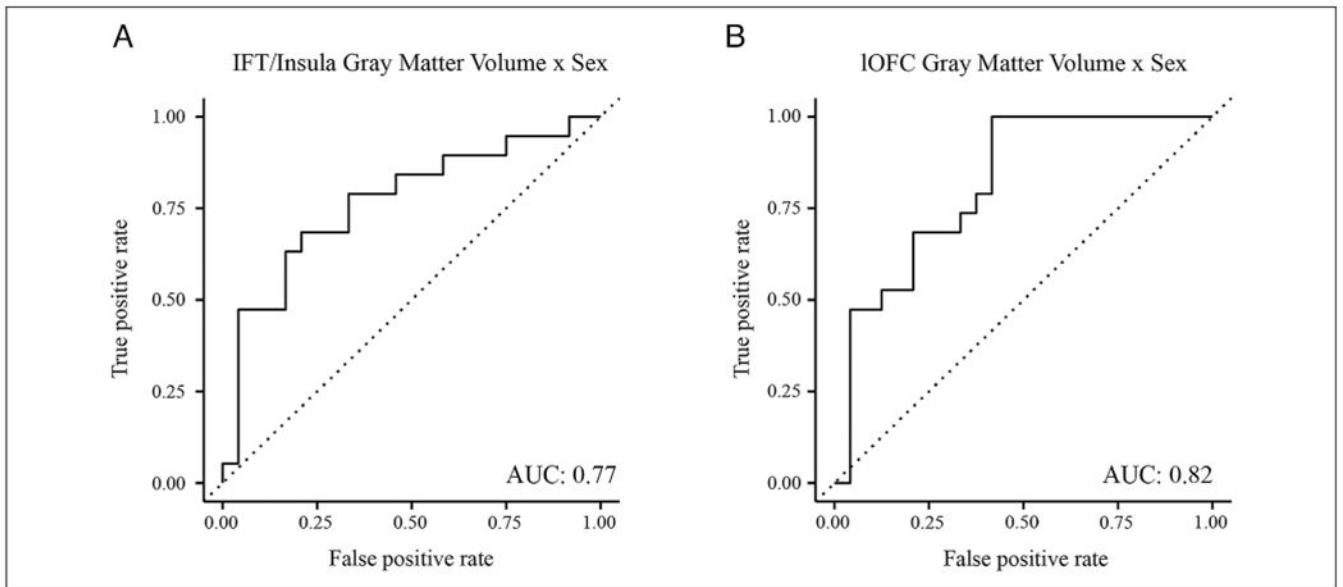 A
IFT/Insula Gray Matter Volume x Sex
1.00
0.75
0.50
0.25
0.00
True positive rate
0.00 0.25 0.50 0.75 1.00
False positive rate
AUC: 0.77
B
lOFC Gray Matter Volume x Sex
1.00
0.75
0.50
0.25
0.00
True positive rate
0.00 0.25 0.50 0.75 1.00
False positive rate
AUC: 0.82